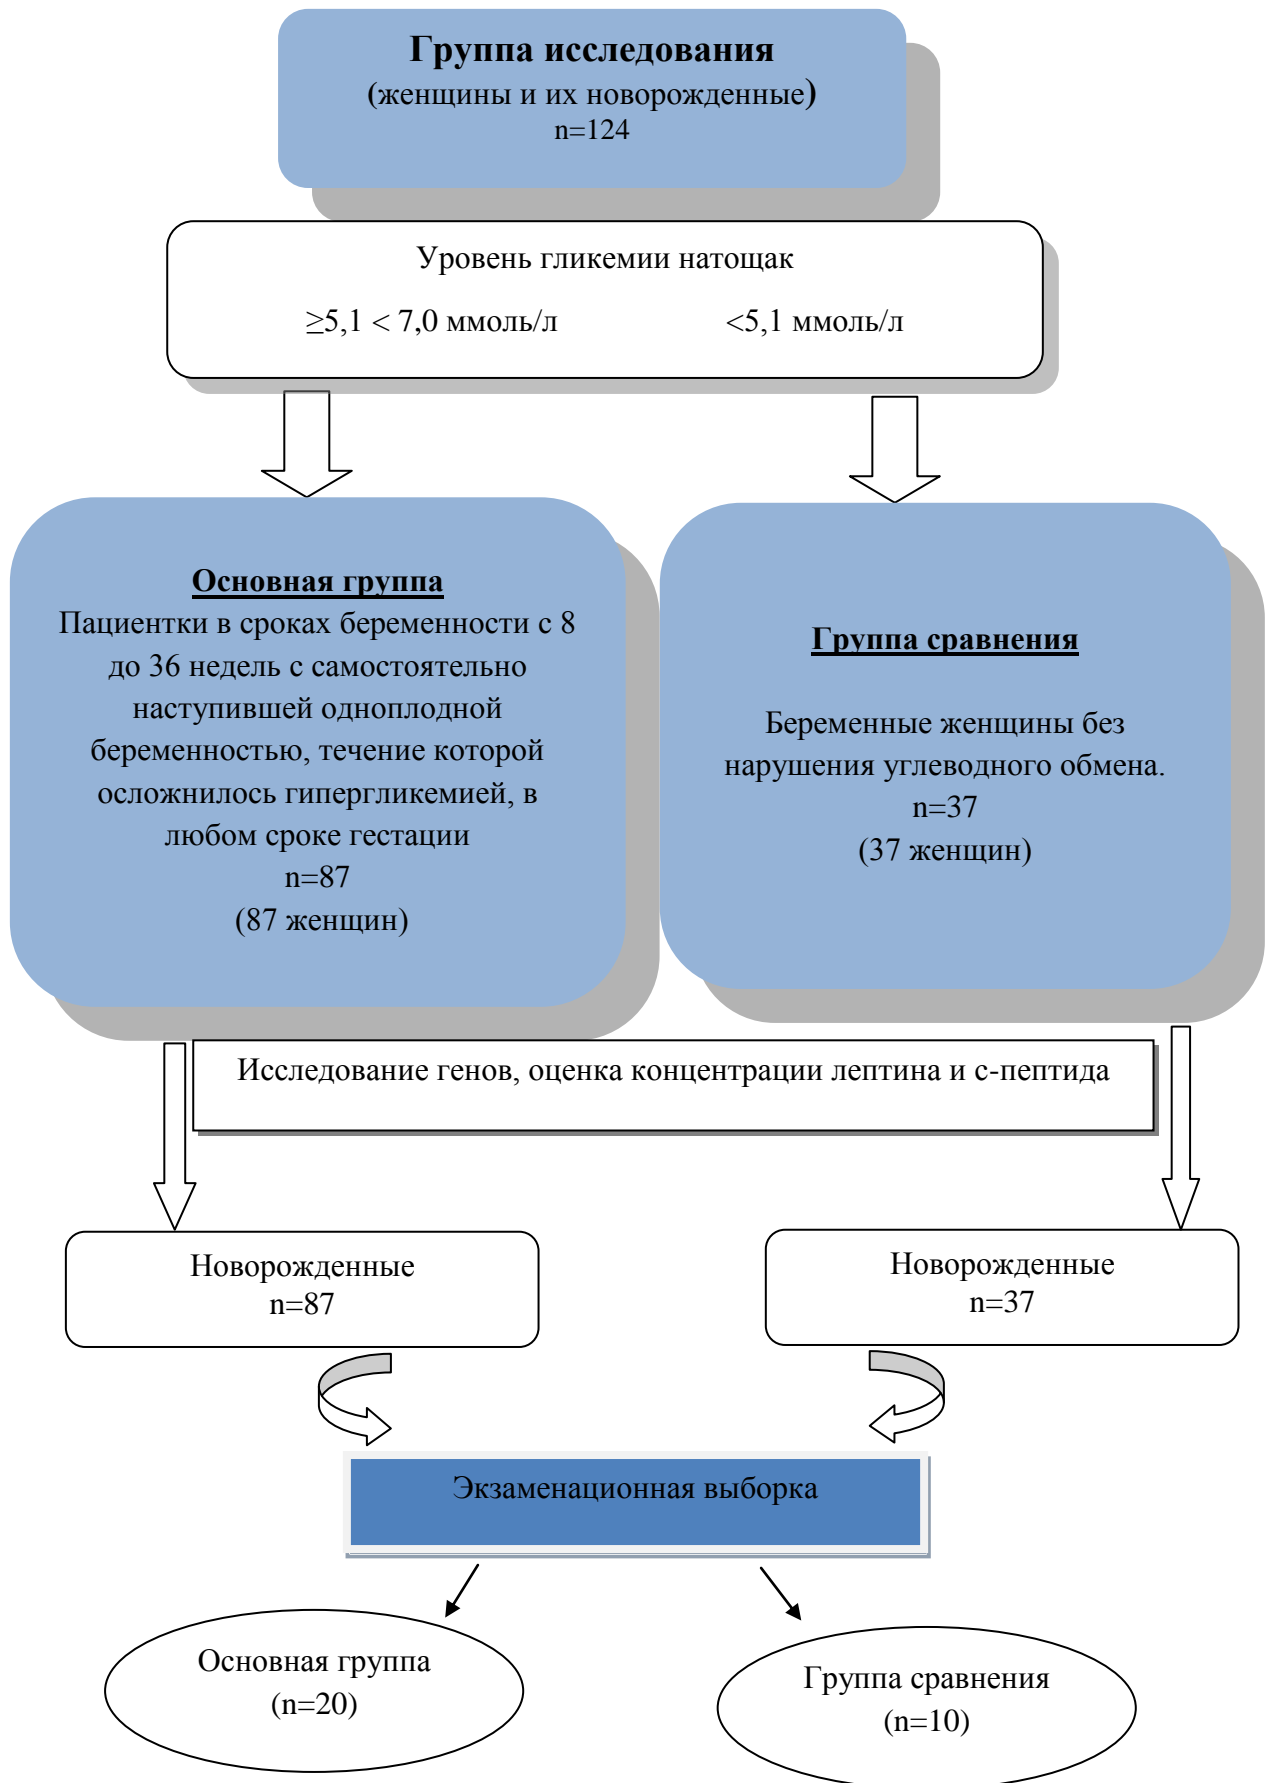 Группа исследования
(женщины и их новорожденные)
n=124
Уровень гликемии натощак
≥5,1 < 7,0 ммоль/л <5,1 ммоль/л
Основная группа
Пациентки в сроках беременности с 8
до 36 недель с самостоятельно
наступившей одноплодной
беременностью, течение которой
осложнилось гипергликемией, в
любом сроке гестации
n=87
(87 женщин)
Группа сравнения
Беременные женщины без
нарушения углеводного обмена.
n=37
(37 женщин)
Исследование генов, оценка концентрации лептина и с-пептида
Новорожденные
n=87
Новорожденные
n=37
Экзаменационная выборка
Основная группа
(n=20)
Группа сравнения
(n=10)